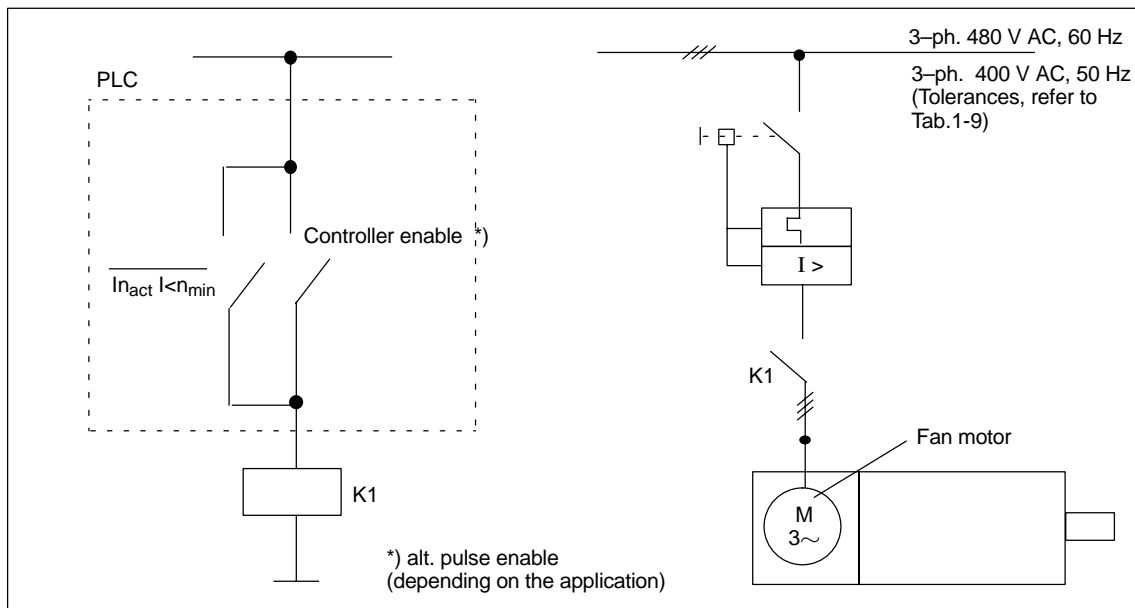 PLC
Controller enable *)
In_act I<n_min
K1
*) alt. pulse enable
(depending on the application)
3–ph. 480 V AC, 60 Hz
3–ph. 400 V AC, 50 Hz
(Tolerances, refer to
Tab.1-9)
I >
K1
Fan motor
M
3~